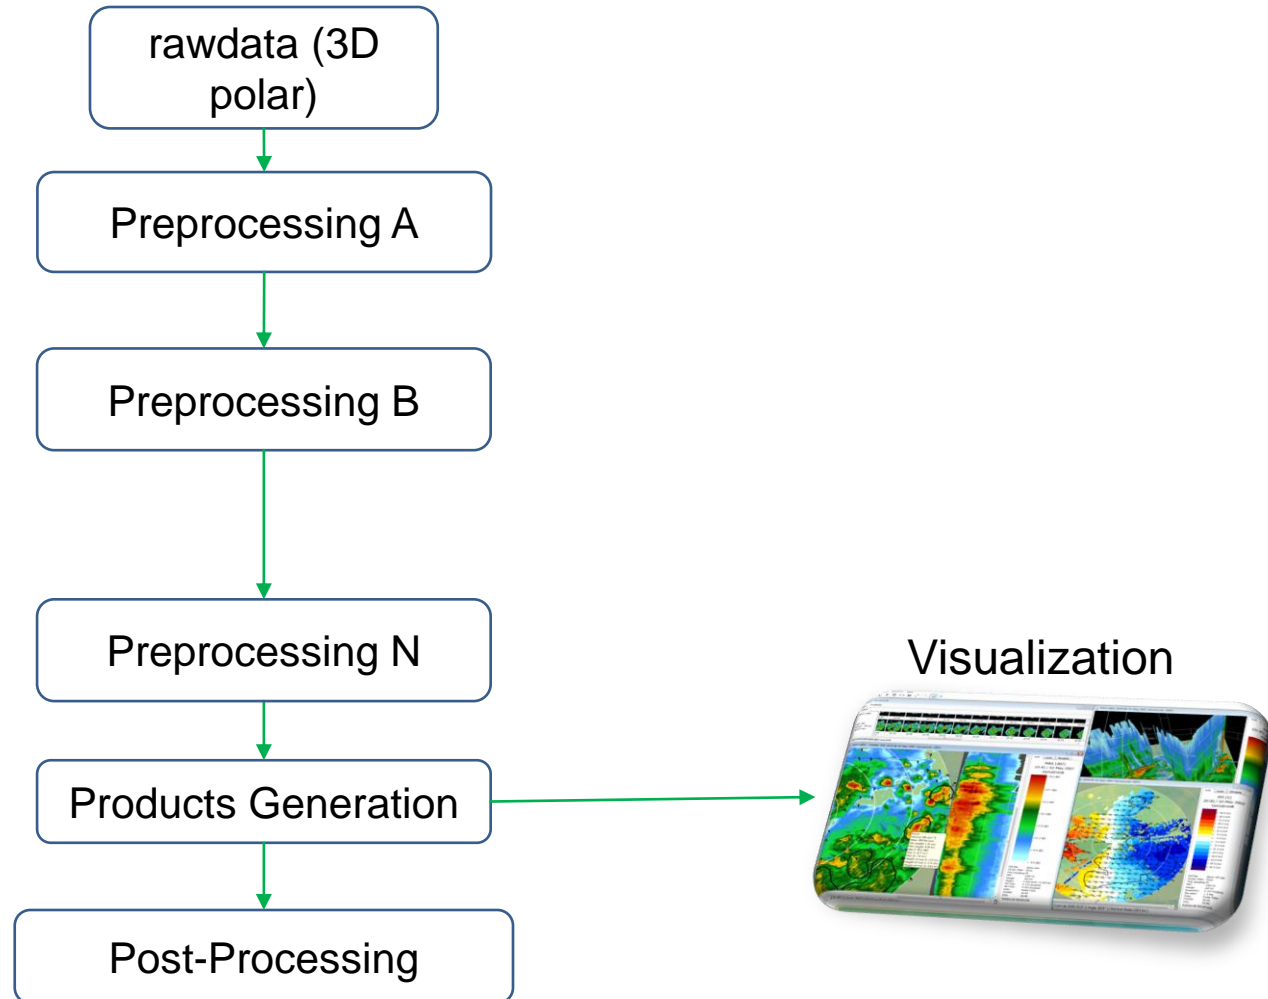 rawdata (3D
polar)
Preprocessing A
Preprocessing B
Preprocessing N
Visualization
Products Generation
Post-Processing